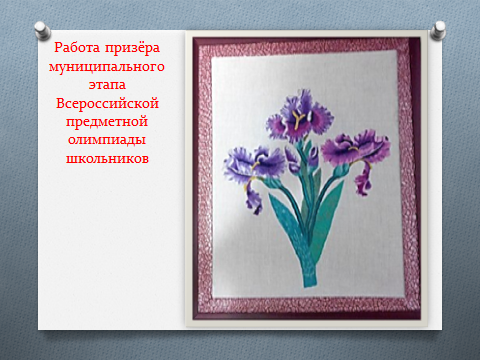 Работа призёра
муниципального
этапа
Всероссийской
предметной
олимпиады
школьников